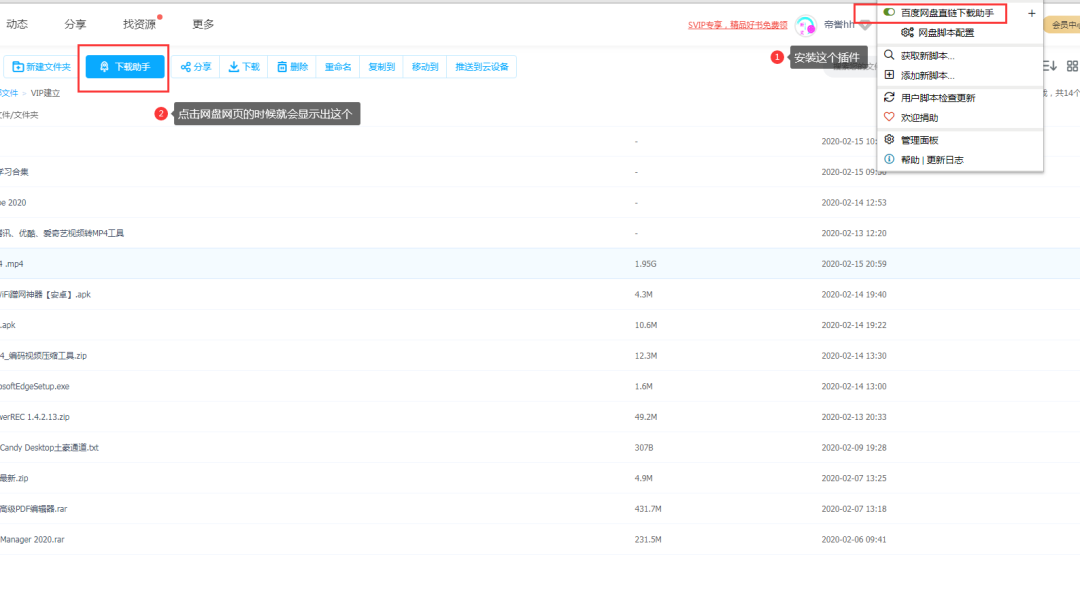 动态 分享 找资源 更多 SVIP专享,精品好书免费领 帝誉hh
百度网盘直链下载助手 +
网盘脚本配置
会员中心
获取新脚本...
添加新脚本...
用户脚本检查更新
欢迎捐助
管理面板
帮助 | 更新日志
1 安装这个插件
新建文件夹 下载助手 分享 下载 删除 重命名 复制到 移动到 推送到云设备
文件 > VIP建立
,共14个
2 点击网盘网页的时候就会显示出这个
文件/文件夹
- 2020-02-15 10:
学习合集 - 2020-02-15 09:
e 2020 - 2020-02-14 12:53
讯、优酷、爱奇艺视频转MP4工具 - 2020-02-13 12:20
4 .mp4 1.95G 2020-02-15 20:59
WiFi蹭网神器【安卓】.apk 4.3M 2020-02-14 19:40
.apk 10.6M 2020-02-14 19:22
4_编码视频压缩工具.zip 12.3M 2020-02-14 13:30
osoftEdgeSetup.exe 1.6M 2020-02-14 13:00
werREC 1.4.2.13.zip 49.2M 2020-02-13 20:33
Candy Desktop土豪通道.txt 307B 2020-02-09 19:28
最新.zip 4.9M 2020-02-07 13:25
高级PDF编辑器.rar 431.7M 2020-02-07 13:18
Manager 2020.rar 231.5M 2020-02-06 09:41